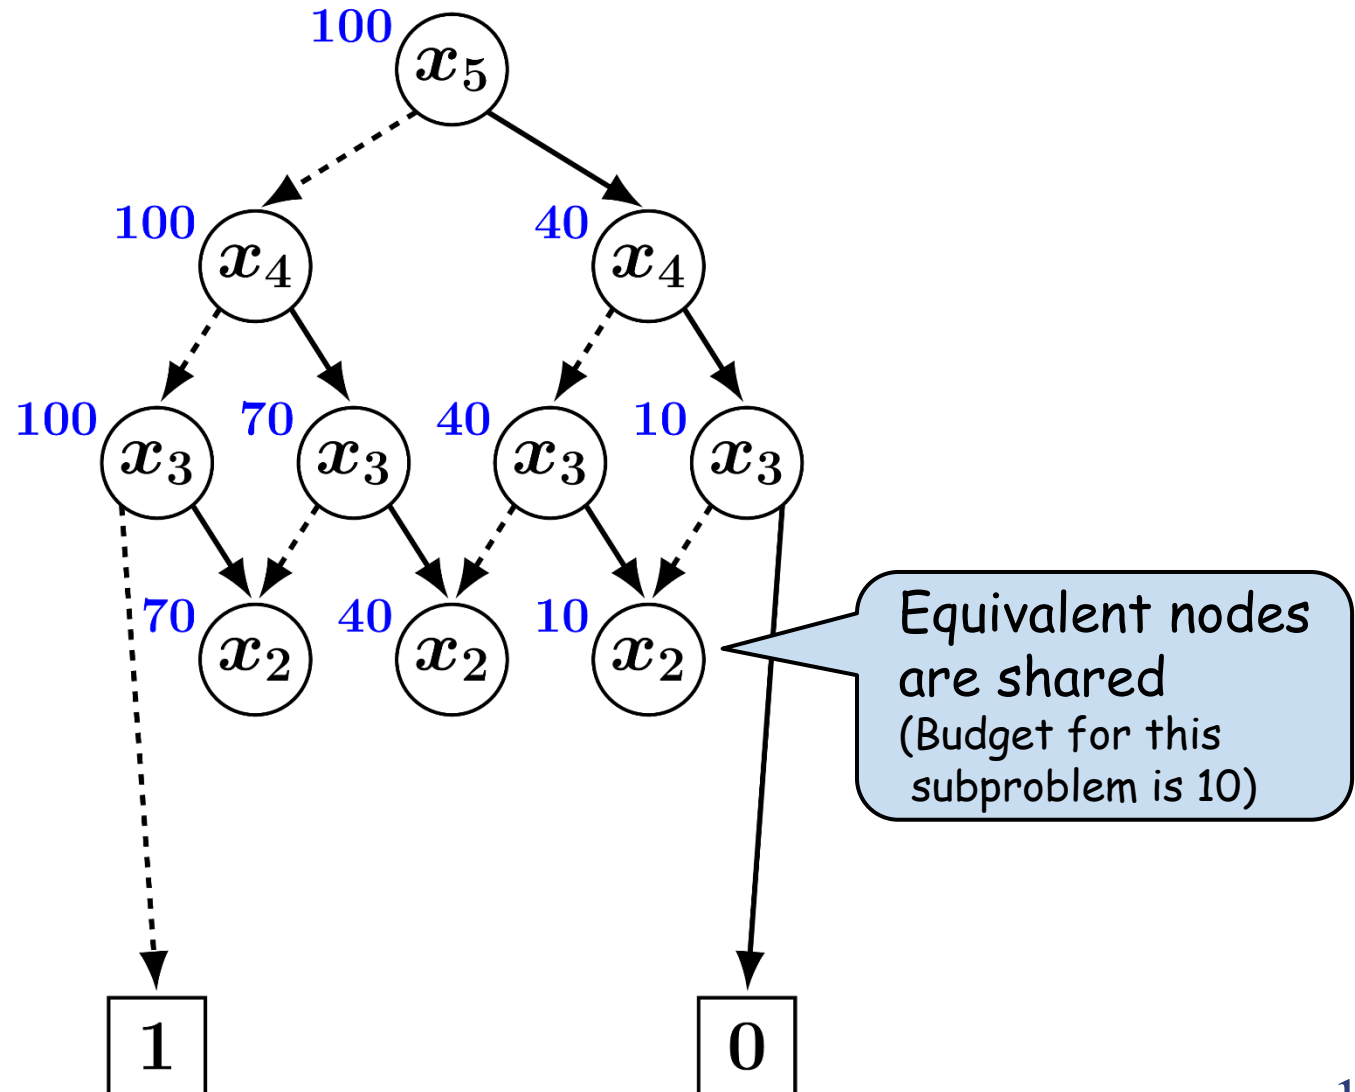 100
x₅
100
x₄
40
x₄
100
x₃
70
x₃
40
x₃
10
x₃
70
x₂
40
x₂
10
x₂
Equivalent nodes
are shared
(Budget for this
subproblem is 10)
1
0